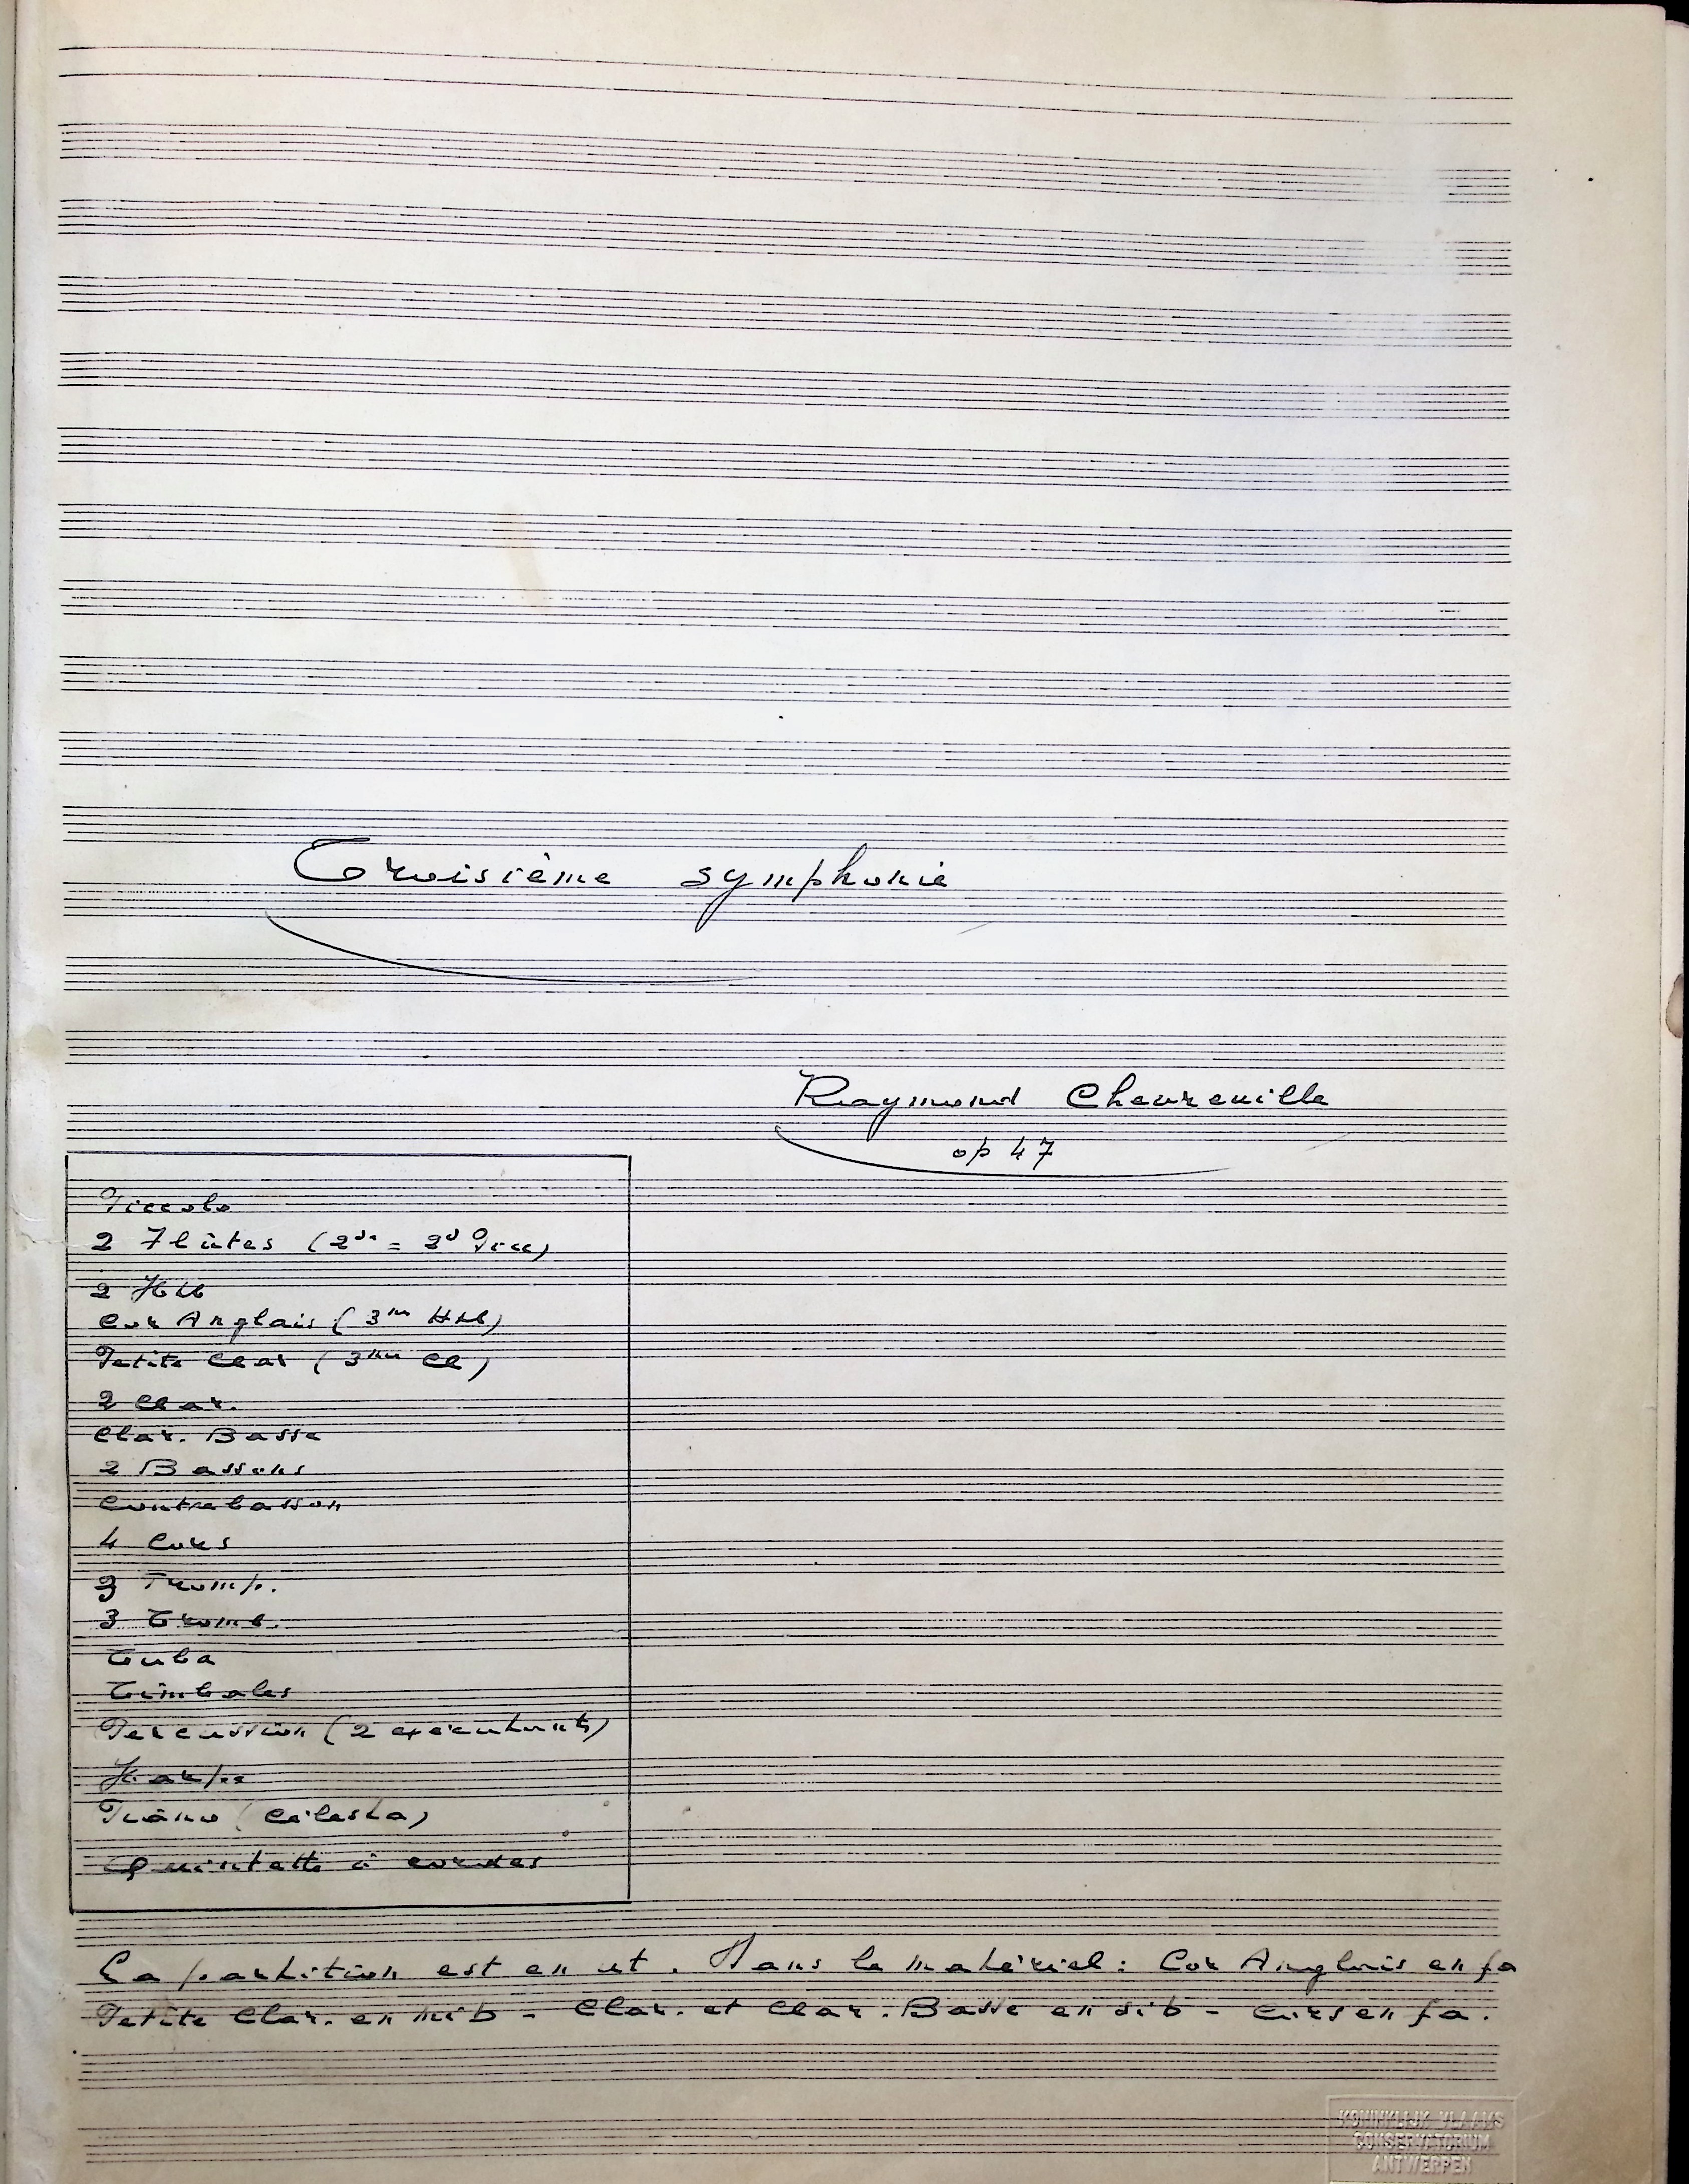 Troisième symphonie
Raymond Chevreuille
op 47
Piccolo
2 Flûtes (2de = 2d Picc)
2 Htb
Cor Anglais (3me Htb)
Petite Clar (3me Cl)
2 Clar.
Clar. Basse
2 Bassons
Contrebasson
4 Cors
3 Tromp.
3 Tromb.
Tuba
Timbales
Percussion (2 exécutants)
Harpe
Piano (Célesta)
Quintette à cordes
La partition est en ut. Dans le matériel: Cor Anglais en fa
Petite Clar. en mib - Clar. et Clar. Basse en sib - Cors en fa.
KONINKLIJK VLAAMS
CONSERVATORIUM
ANTWERPEN